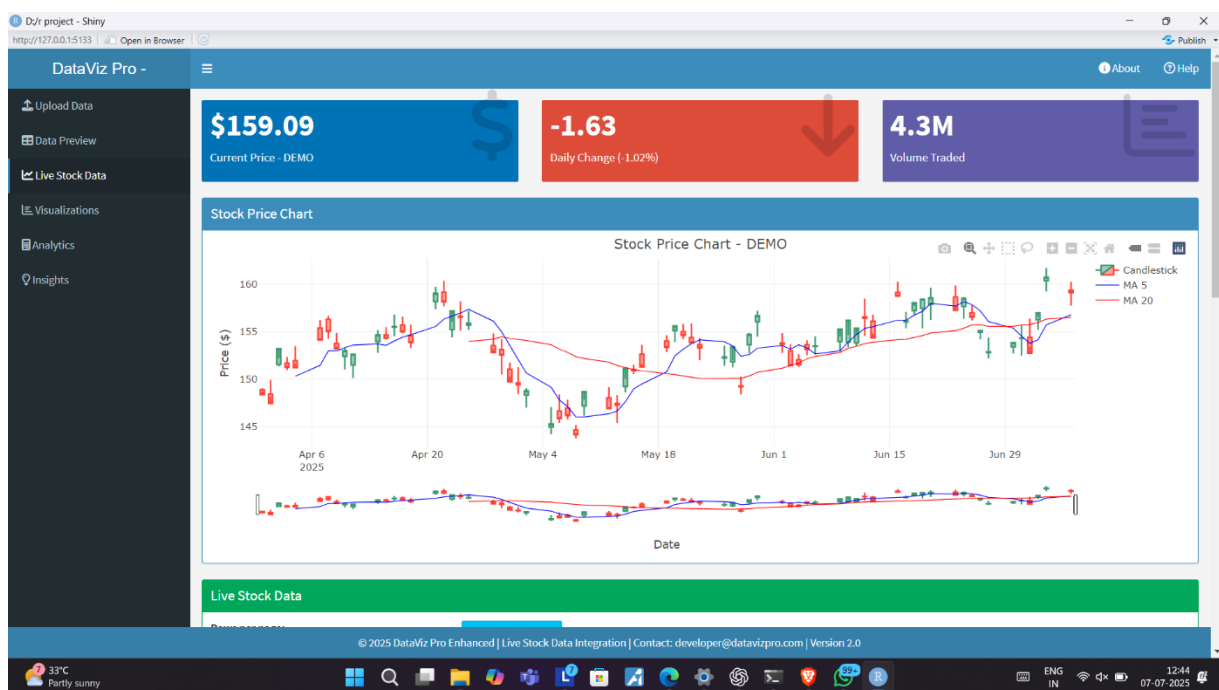 D:/r project - Shiny
http://127.0.0.1:5133 Open in Browser Publish
DataViz Pro - About Help
Upload Data
Data Preview
Live Stock Data
Visualizations
Analytics
Insights
$159.09
Current Price - DEMO
-1.63
Daily Change (-1.02%)
4.3M
Volume Traded
Stock Price Chart
Stock Price Chart - DEMO
Candlestick
MA 5
MA 20
Price ($)
160
155
150
145
Apr 6 Apr 20 May 4 May 18 Jun 1 Jun 15 Jun 29
2025
Date
Live Stock Data
© 2025 DataViz Pro Enhanced | Live Stock Data Integration | Contact: developer@datavizpro.com | Version 2.0
7 33°C
Partly sunny
7
99+
ENG
IN
12:44
07-07-2025